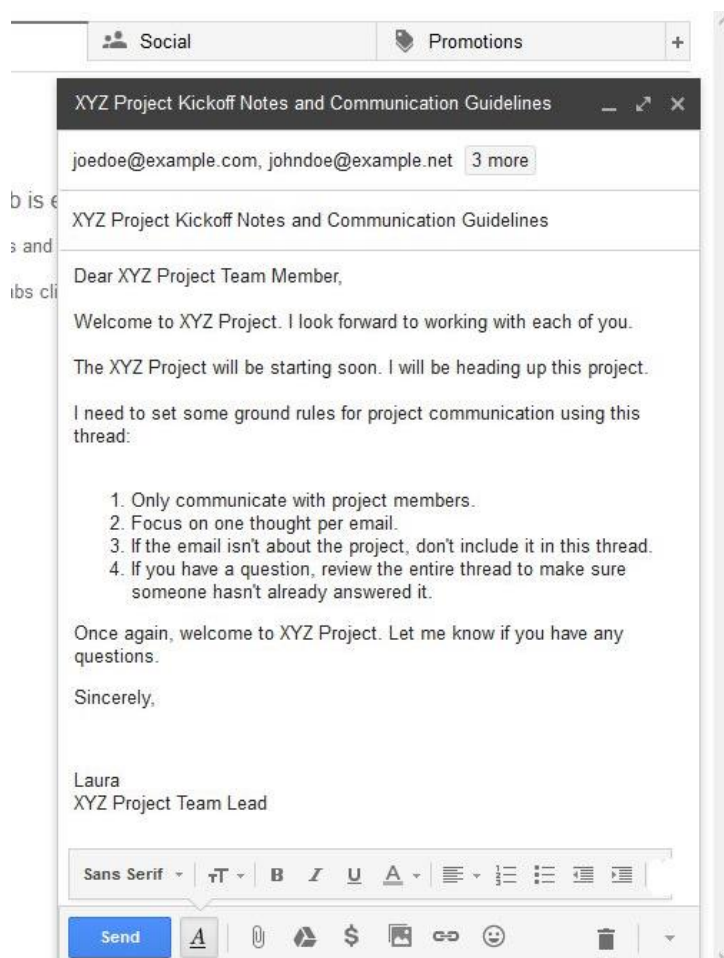 Social
Promotions
+
XYZ Project Kickoff Notes and Communication Guidelines
joedoe@example.com, johndoe@example.net 3 more
b is e
XYZ Project Kickoff Notes and Communication Guidelines
s and
Dear XYZ Project Team Member,
bs cli
Welcome to XYZ Project. I look forward to working with each of you.
The XYZ Project will be starting soon. I will be heading up this project.
I need to set some ground rules for project communication using this
thread:
1. Only communicate with project members.
2. Focus on one thought per email.
3. If the email isn't about the project, don't include it in this thread.
4. If you have a question, review the entire thread to make sure
someone hasn't already answered it.
Once again, welcome to XYZ Project. Let me know if you have any
questions.
Sincerely,
Laura
XYZ Project Team Lead
Sans Serif
Send